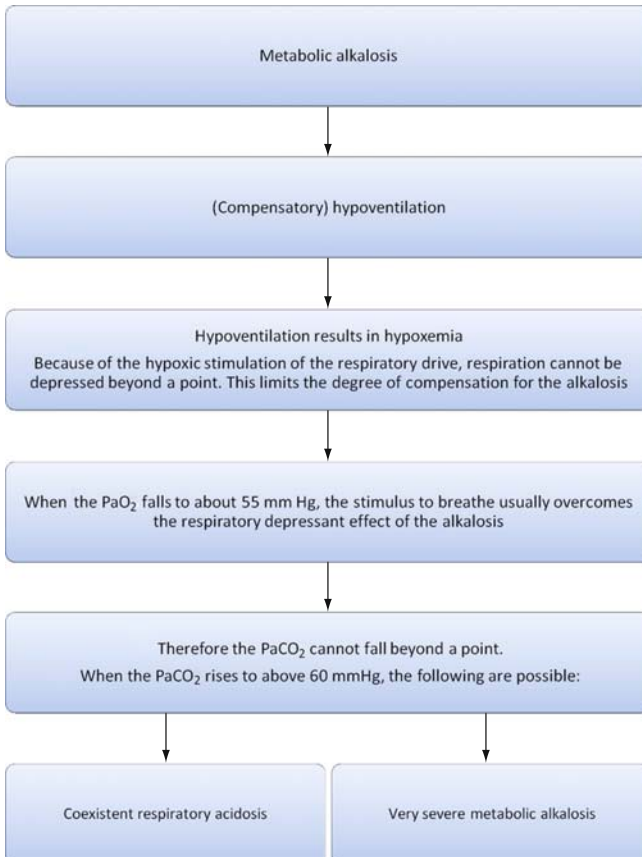 Metabolic alkalosis
(Compensatory) hypoventilation
Hypoventilation results in hypoxemia
Because of the hypoxic stimulation of the respiratory drive, respiration cannot be
depressed beyond a point. This limits the degree of compensation for the alkalosis
When the PaO₂ falls to about 55 mm Hg, the stimulus to breathe usually overcomes
the respiratory depressant effect of the alkalosis
Therefore the PaCO₂ cannot fall beyond a point.
When the PaCO₂ rises to above 60 mmHg, the following are possible:
Coexistent respiratory acidosis
Very severe metabolic alkalosis